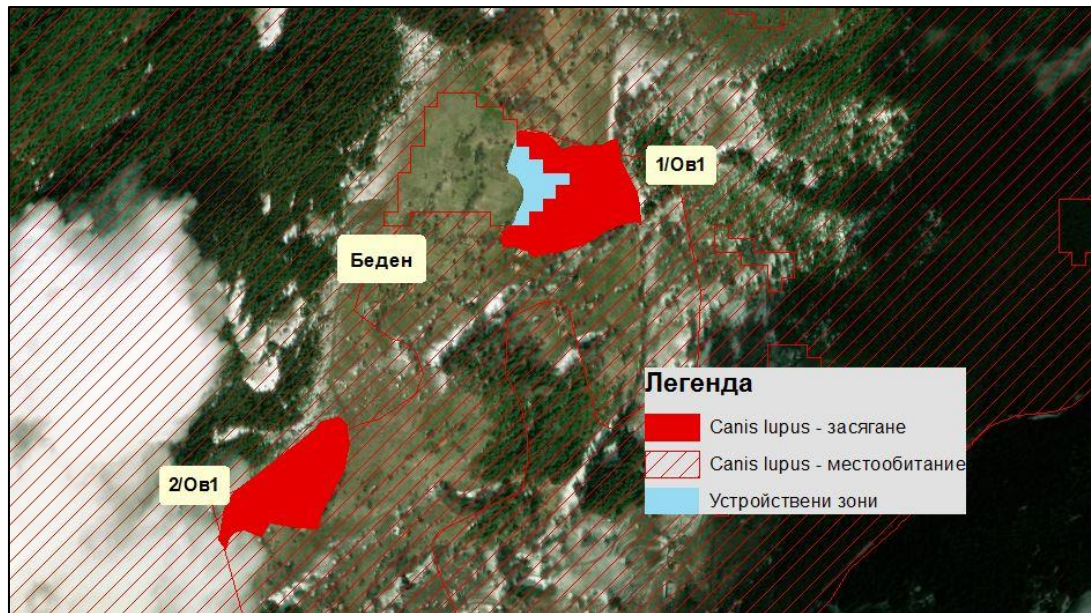 1/Ов1
Беден
Легенда
Canis lupus - засягане
Canis lupus - местообитание
Устройствени зони
2/Ов1